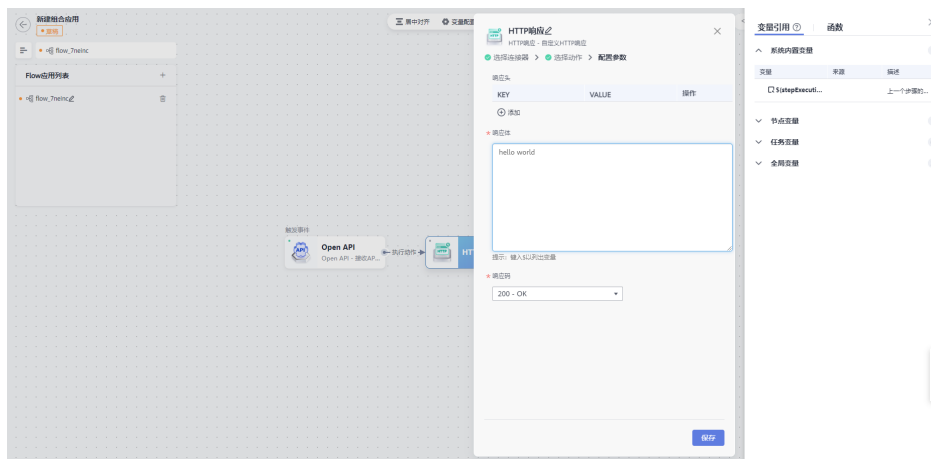 新建组合应用
草稿
居中对齐 变量配置
flow_7neinc
Flow应用列表 +
flow_7neinc
触发事件
Open API
Open API - 接收AP...
执行动作
HTT
HTTP响应
HTTP响应 - 自定义HTTP响应
选择连接器 > 选择动作 > 配置参数
响应头
KEY VALUE 操作
添加
* 响应体
hello world
提示：键入$以列出变量
* 响应码
200 - OK
保存
变量引用 函数
系统内置变量
变量 来源 描述
${stepExecuti... 上一个步骤的...
节点变量
任务变量
全局变量